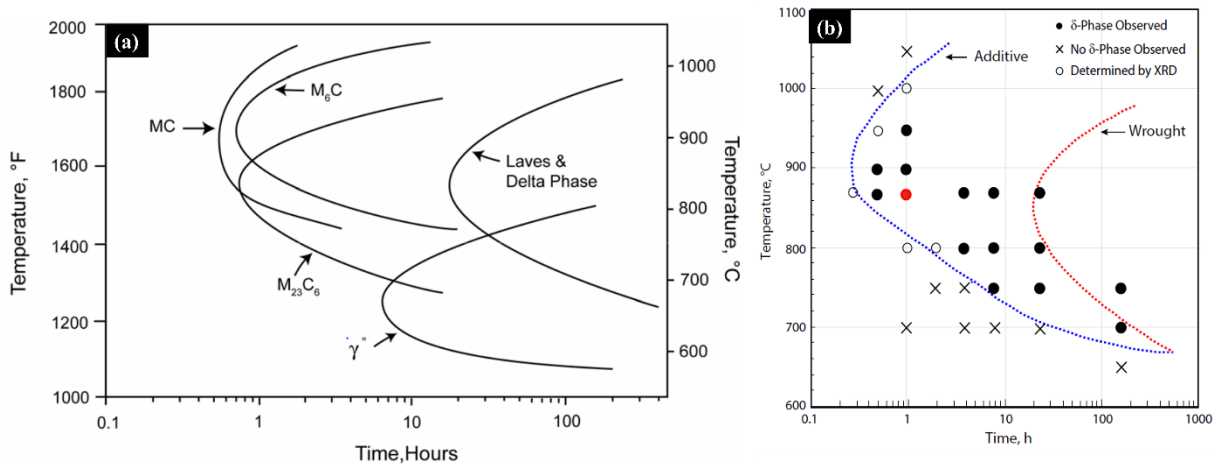 (a)
Temperature, °F
2000
1800
1600
1400
1200
1000
MC
M₆C
M₂₃C₆
Laves &
Delta Phase
γ"
1000
900
800
700
600
Temperature, °C
0.1
1
10
100
Time,Hours
(b)
Temperature, °C
1100
1000
900
800
700
600
δ-Phase Observed
No δ-Phase Observed
Determined by XRD
Additive
Wrought
0.1
1
10
100
1000
Time, h